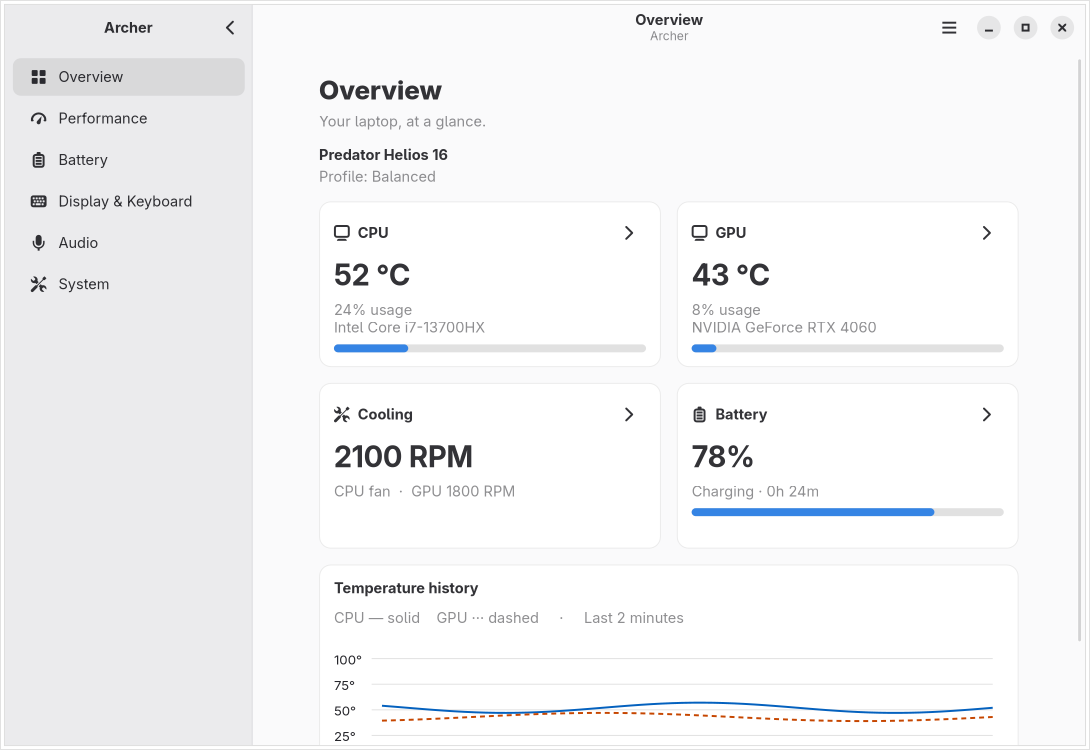 Archer
Overview
Performance
Battery
Display & Keyboard
Audio
System
Overview
Archer
Overview
Your laptop, at a glance.
Predator Helios 16
Profile: Balanced
CPU
52 °C
24% usage
Intel Core i7-13700HX
GPU
43 °C
8% usage
NVIDIA GeForce RTX 4060
Cooling
2100 RPM
CPU fan · GPU 1800 RPM
Battery
78%
Charging · 0h 24m
Temperature history
CPU — solid GPU ··· dashed · Last 2 minutes
100°
75°
50°
25°